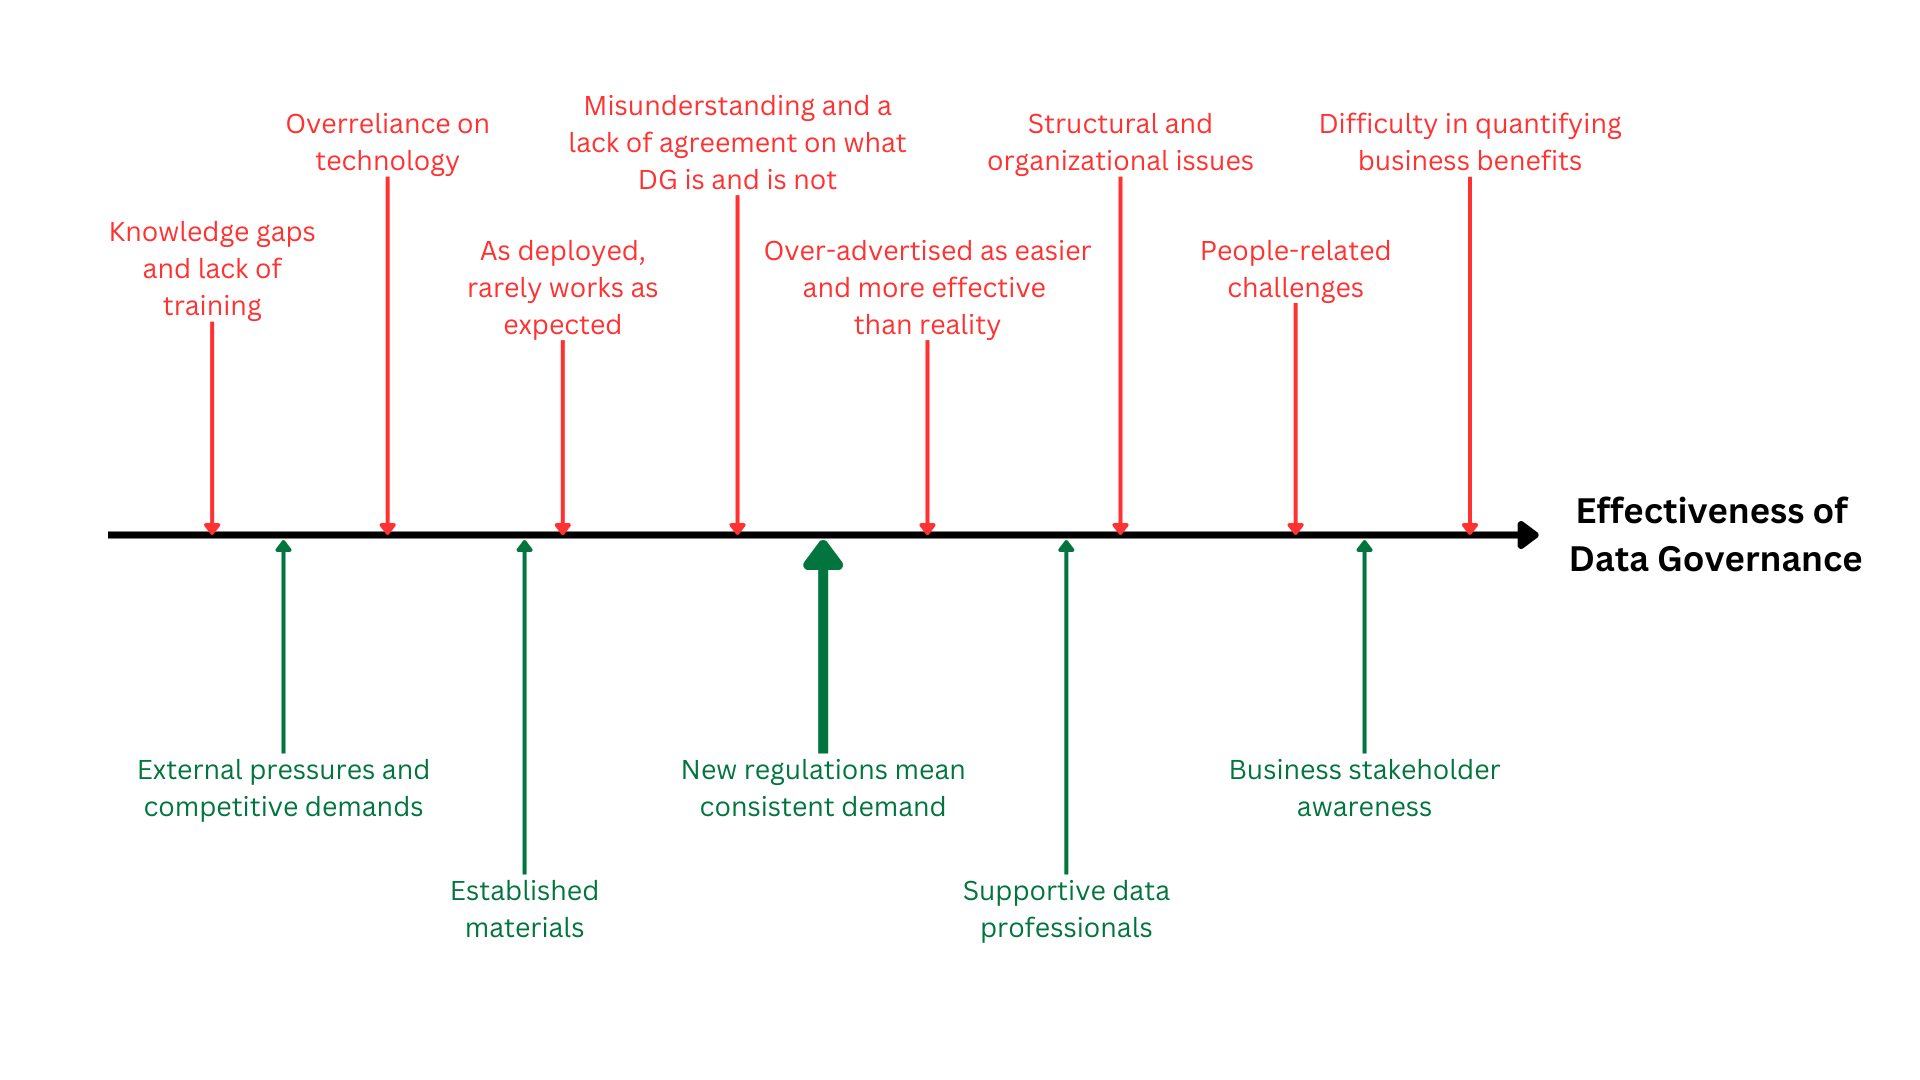 Misunderstanding and a
lack of agreement on what
DG is and is not
Overreliance on
technology
Structural and
organizational issues
Difficulty in quantifying
business benefits
Knowledge gaps
and lack of
training
As deployed,
rarely works as
expected
Over-advertised as easier
and more effective
than reality
People-related
challenges
Effectiveness of
Data Governance
External pressures and
competitive demands
New regulations mean
consistent demand
Business stakeholder
awareness
Established
materials
Supportive data
professionals